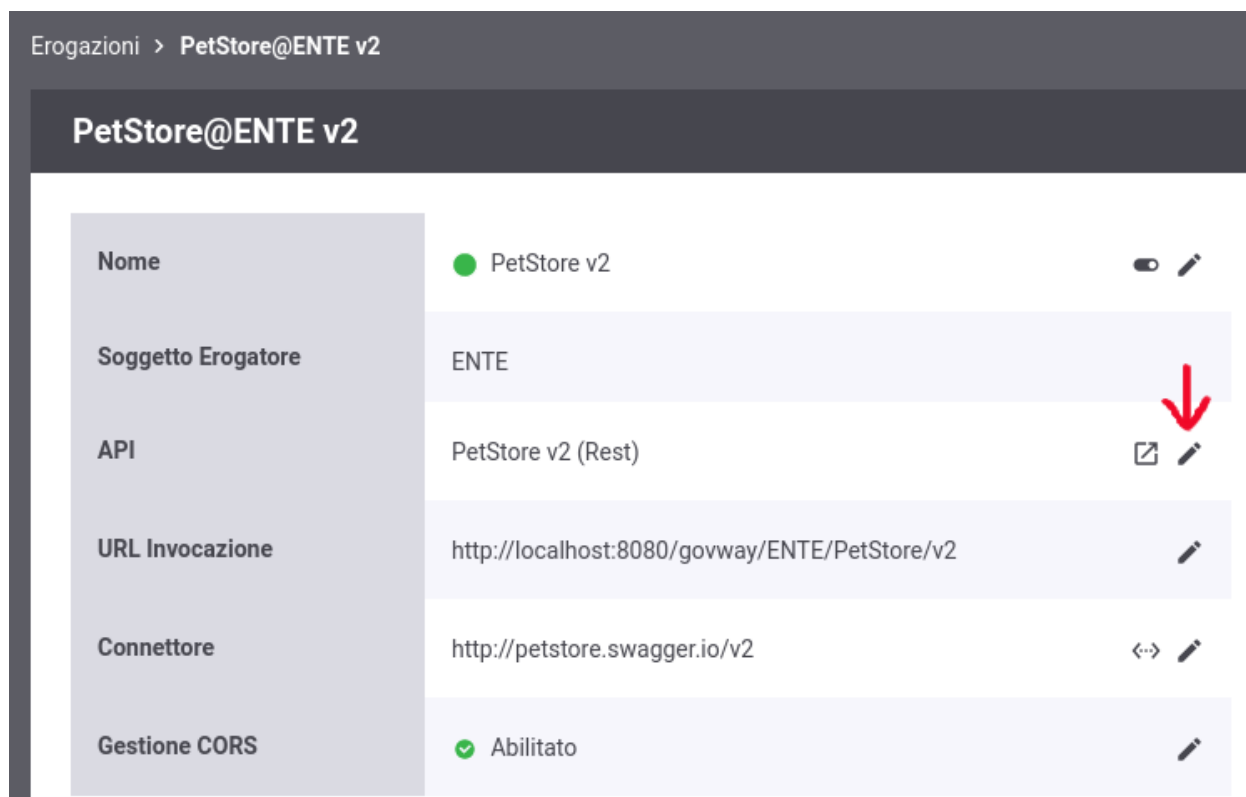 Erogazioni > PetStore@ENTE v2
PetStore@ENTE v2
Nome PetStore v2
Soggetto Erogatore ENTE
API PetStore v2 (Rest)
URL Invocazione http://localhost:8080/govway/ENTE/PetStore/v2
Connettore http://petstore.swagger.io/v2
Gestione CORS Abilitato